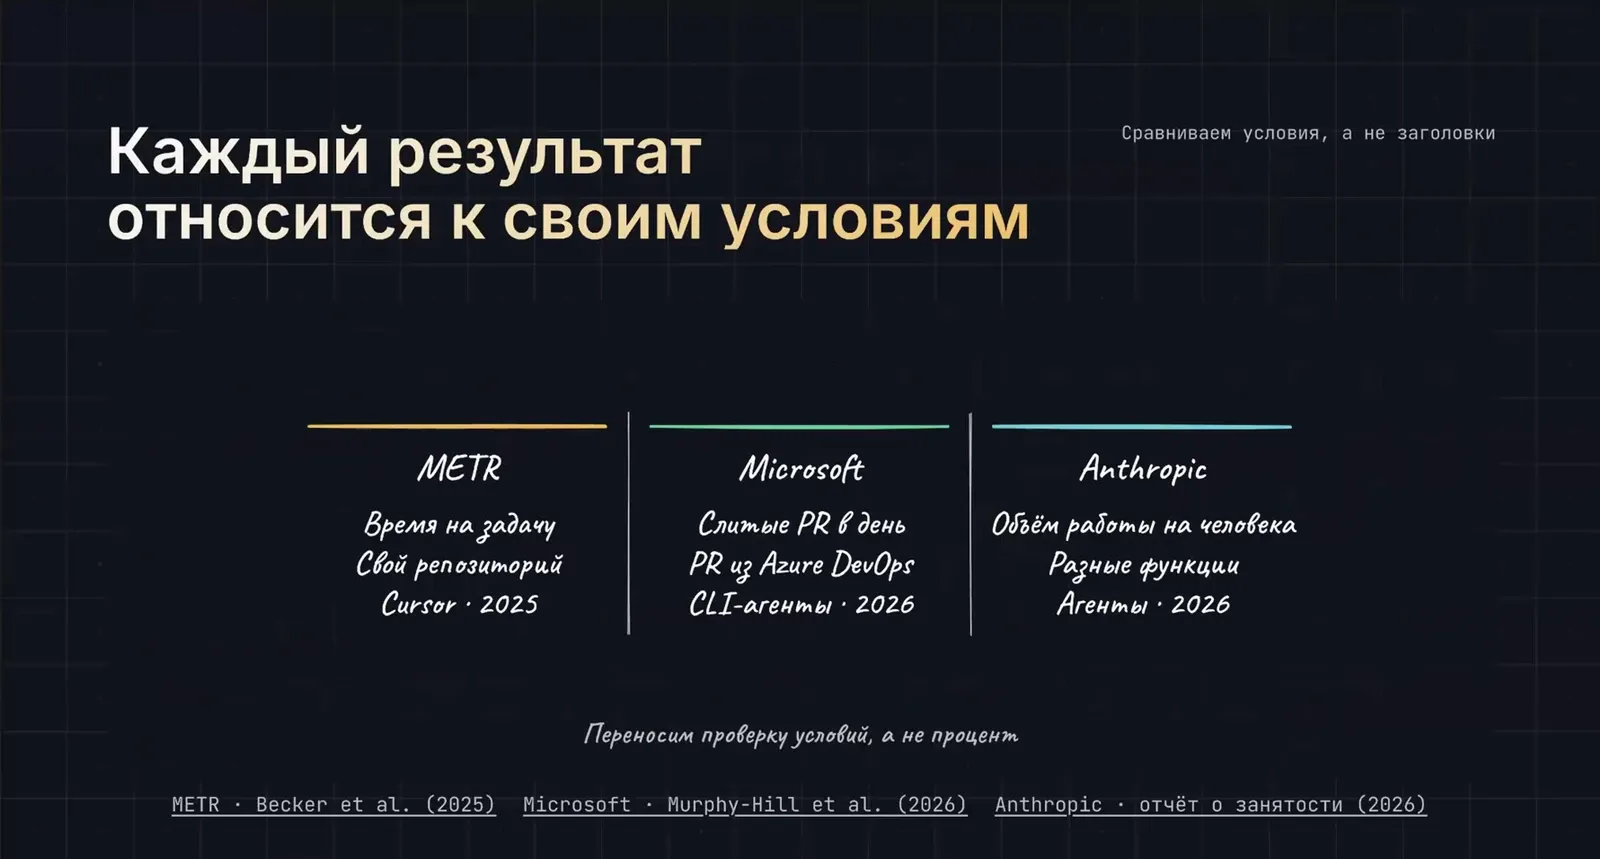 Каждый результат
относится к своим условиям
Сравниваем условия, а не заголовки
METR
Время на задачу
Свой репозиторий
Cursor · 2025
Microsoft
Слитые PR в день
PR из Azure DevOps
CLI-агенты · 2026
Anthropic
Объём работы на человека
Разные функции
Агенты · 2026
Переносим проверку условий, а не процент
METR · Becker et al. (2025)
Microsoft · Murphy-Hill et al. (2026)
Anthropic · отчёт о занятости (2026)